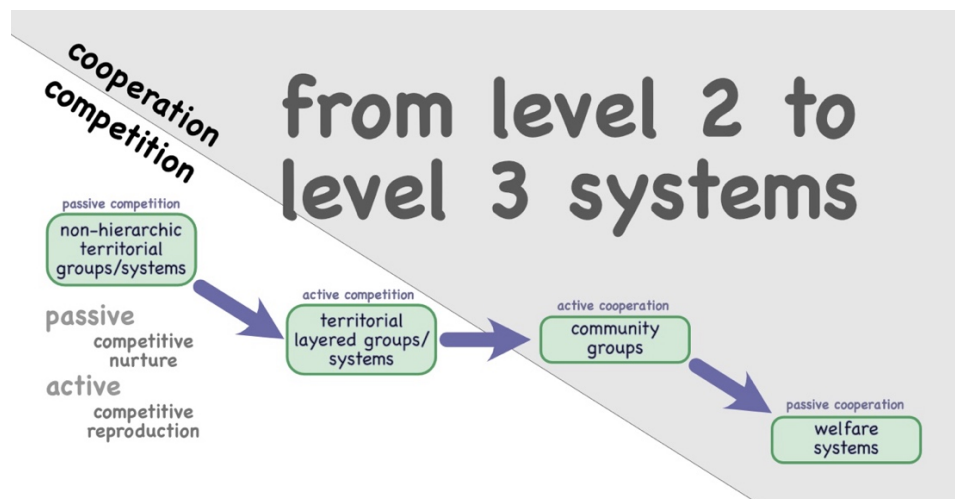 cooperation
competition
from level 2 to
level 3 systems
passive competition
non-hierarchic
territorial
groups/systems
passive
competitive
nurture
active
competitive
reproduction
active competition
territorial
layered groups/
systems
active cooperation
community
groups
passive cooperation
welfare
systems